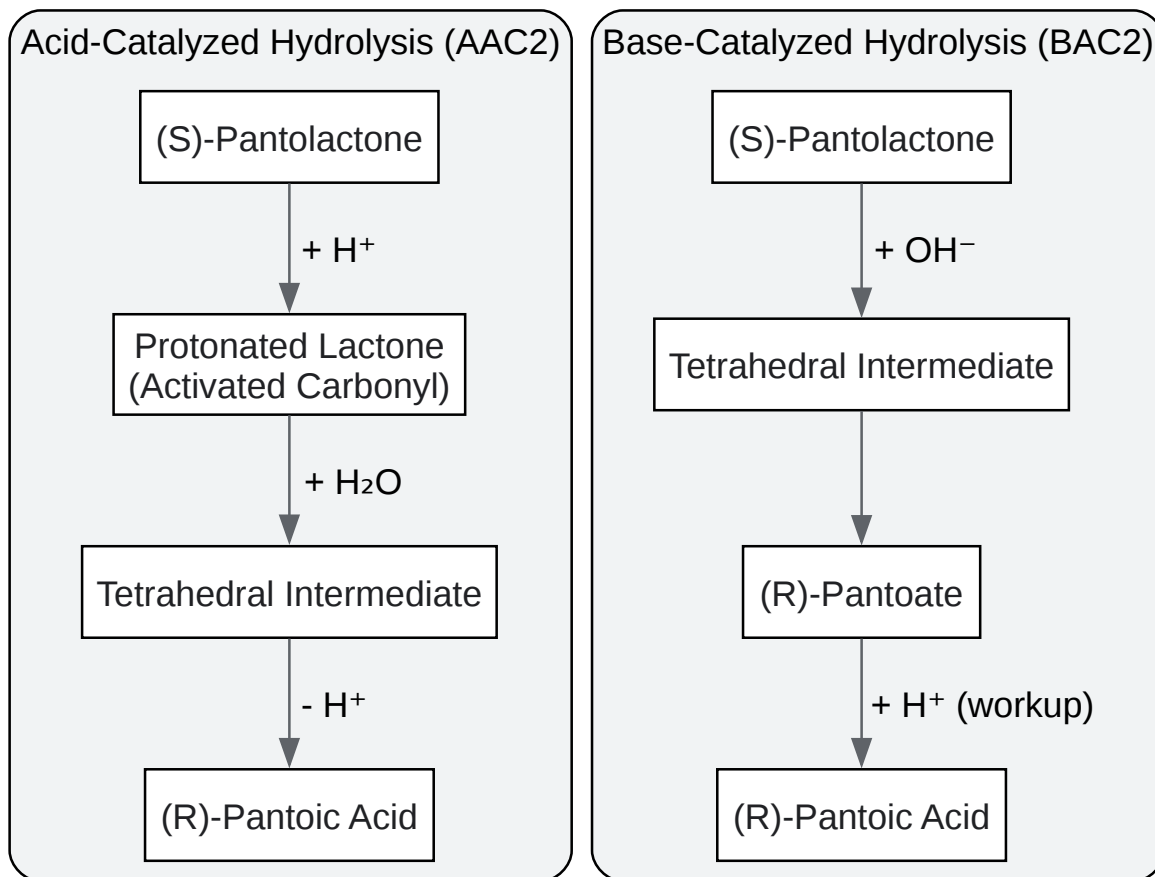 Acid-Catalyzed Hydrolysis (AAC2)
(S)-Pantolactone
+ H⁺
Protonated Lactone
(Activated Carbonyl)
+ H₂O
Tetrahedral Intermediate
- H⁺
(R)-Pantoic Acid
Base-Catalyzed Hydrolysis (BAC2)
(S)-Pantolactone
+ OH⁻
Tetrahedral Intermediate
(R)-Pantoate
+ H⁺ (workup)
(R)-Pantoic Acid